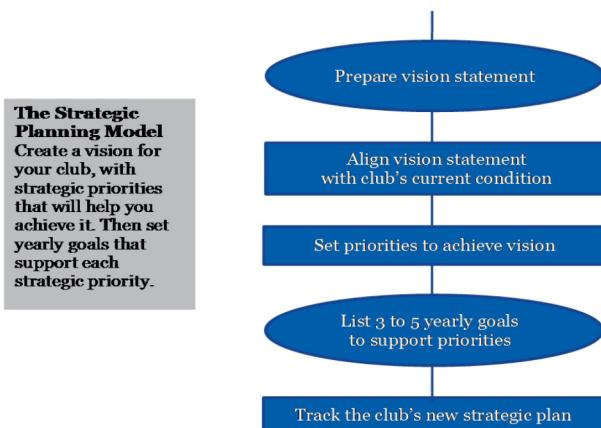 The Strategic
Planning Model
Create a vision for
your club, with
strategic priorities
that will help you
achieve it. Then set
yearly goals that
support each
strategic priority.
Prepare vision statement
Align vision statement
with club's current condition
Set priorities to achieve vision
List 3 to 5 yearly goals
to support priorities
Track the club's new strategic plan